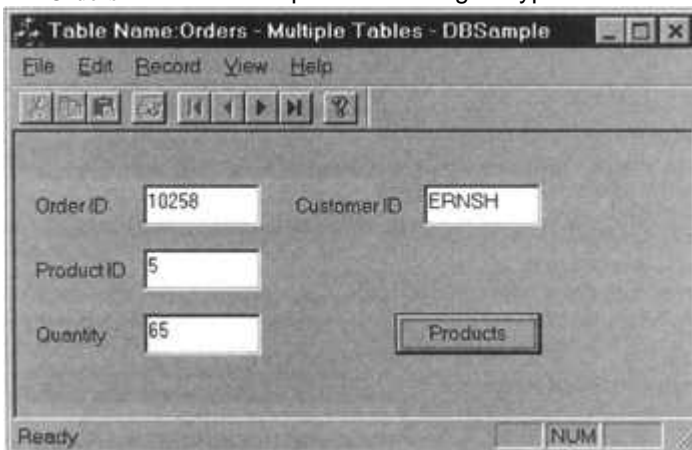 Table Name:Orders - Multiple Tables - DBSample
File Edit Record View Help
Order ID 10258 Customer ID ERNSH
Product ID 5
Quantity 65 Products
Ready NUM